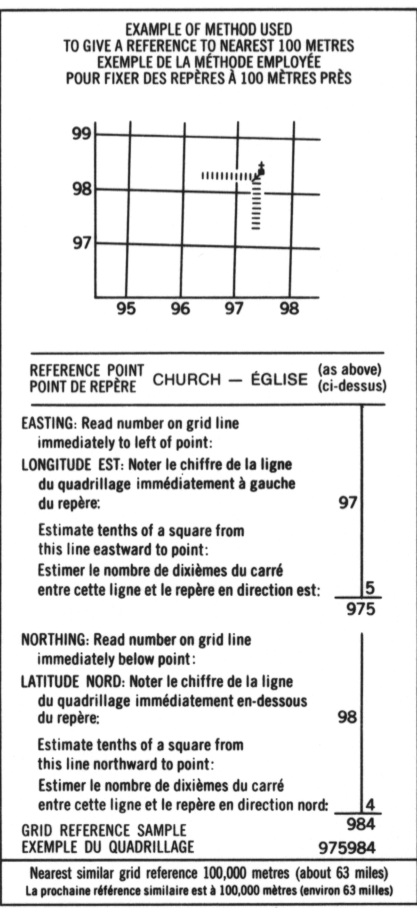 EXAMPLE OF METHOD USED
TO GIVE A REFERENCE TO NEAREST 100 METRES
EXEMPLE DE LA MÉTHODE EMPLOYÉE
POUR FIXER DES REPÈRES À 100 MÈTRES PRÈS
99
98
97
95 96 97 98
REFERENCE POINT CHURCH — ÉGLISE (as above)
POINT DE REPÈRE (ci-dessus)
EASTING: Read number on grid line
immediately to left of point:
LONGITUDE EST: Noter le chiffre de la ligne
du quadrillage immédiatement à gauche
du repère: 97
Estimate tenths of a square from
this line eastward to point:
Estimer le nombre de dixièmes du carré
entre cette ligne et le repère en direction est: 5
975
NORTHING: Read number on grid line
immediately below point:
LATITUDE NORD: Noter le chiffre de la ligne
du quadrillage immédiatement en-dessous
du repère: 98
Estimate tenths of a square from
this line northward to point:
Estimer le nombre de dixièmes du carré
entre cette ligne et le repère en direction nord: 4
984
GRID REFERENCE SAMPLE
EXEMPLE DU QUADRILLAGE 975984
Nearest similar grid reference 100,000 metres (about 63 miles)
La prochaine référence similaire est à 100,000 mètres (environ 63 milles)